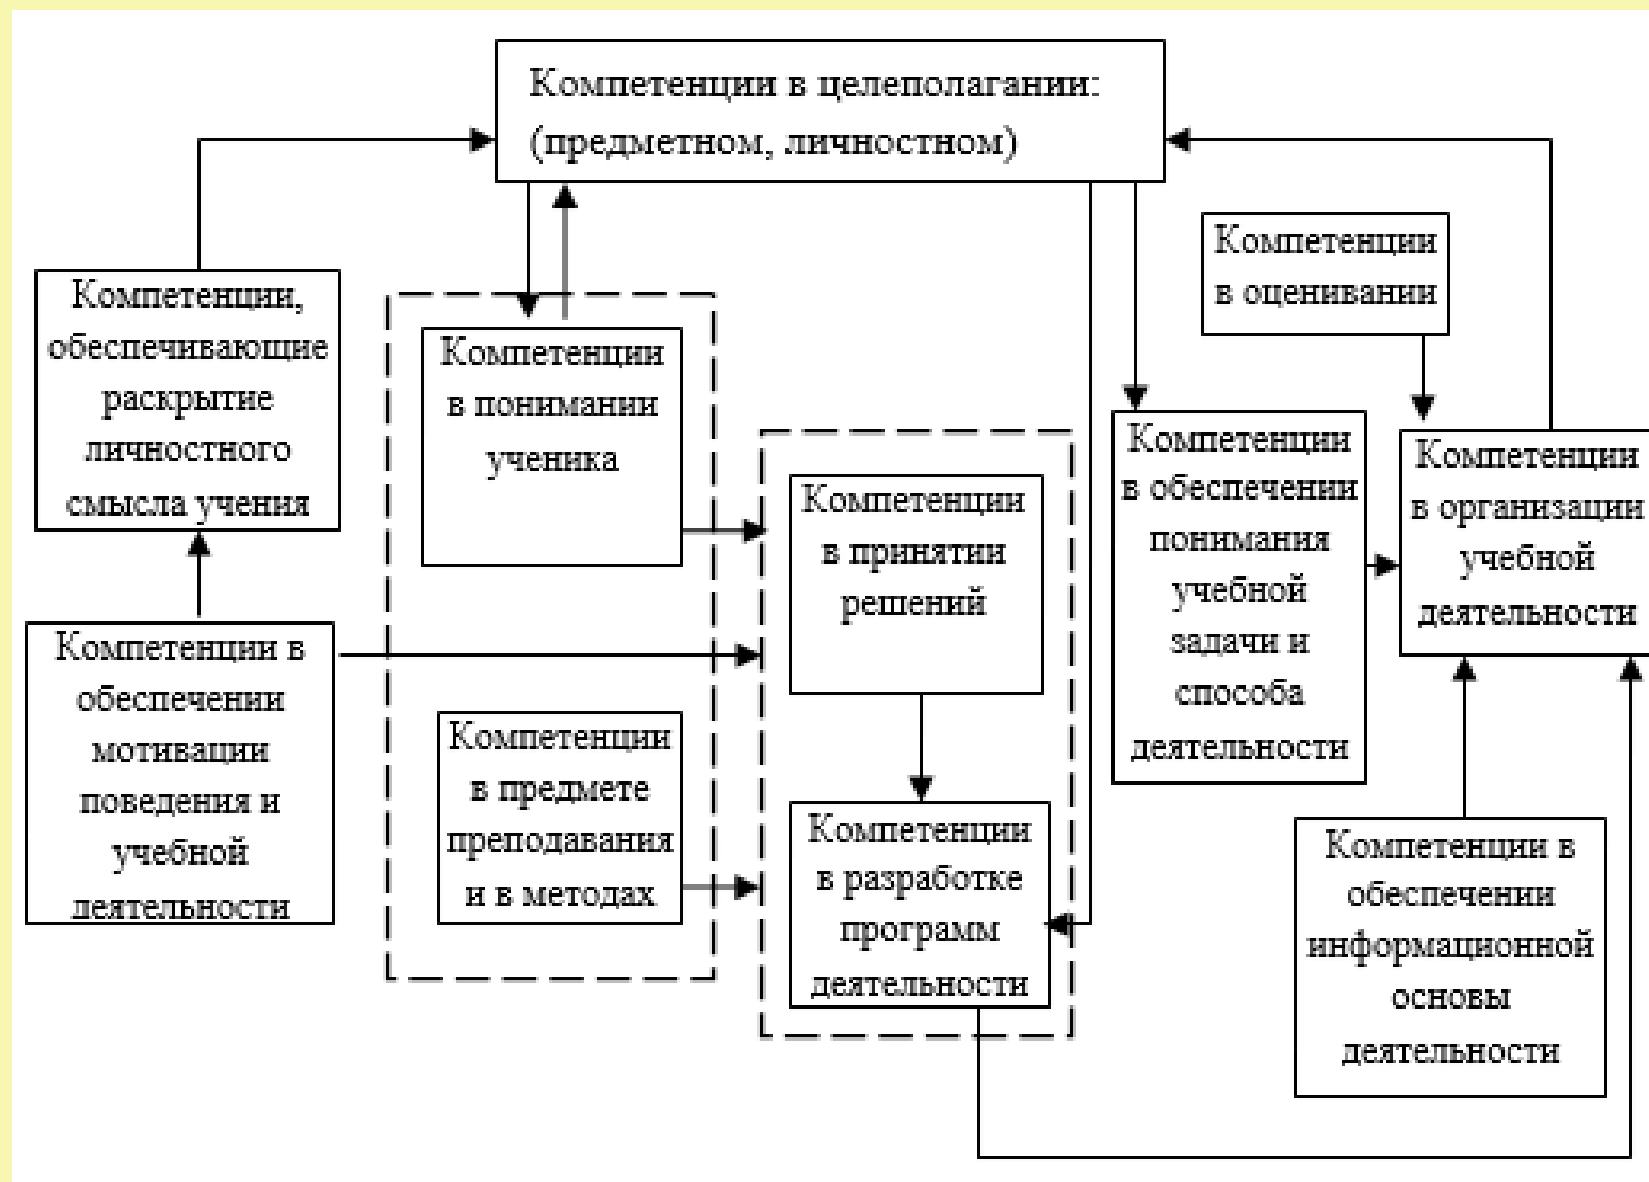 Компетенции в целеполагании:
(предметном, личностном)
Компетенции
в оценивании
Компетенции,
обеспечивающие
раскрытие
личностного
смысла учения
Компетенции
в понимании
ученика
Компетенции
в обеспечении
понимания
учебной
задачи и
способа
деятельности
Компетенции
в организации
учебной
деятельности
Компетенции
в принятии
решений
Компетенции в
обеспечении
мотивации
поведения и
учебной
деятельности
Компетенции
в предмете
преподавания
и в методах
Компетенции
в разработке
программ
деятельности
Компетенции в
обеспечении
информационной
основы
деятельности